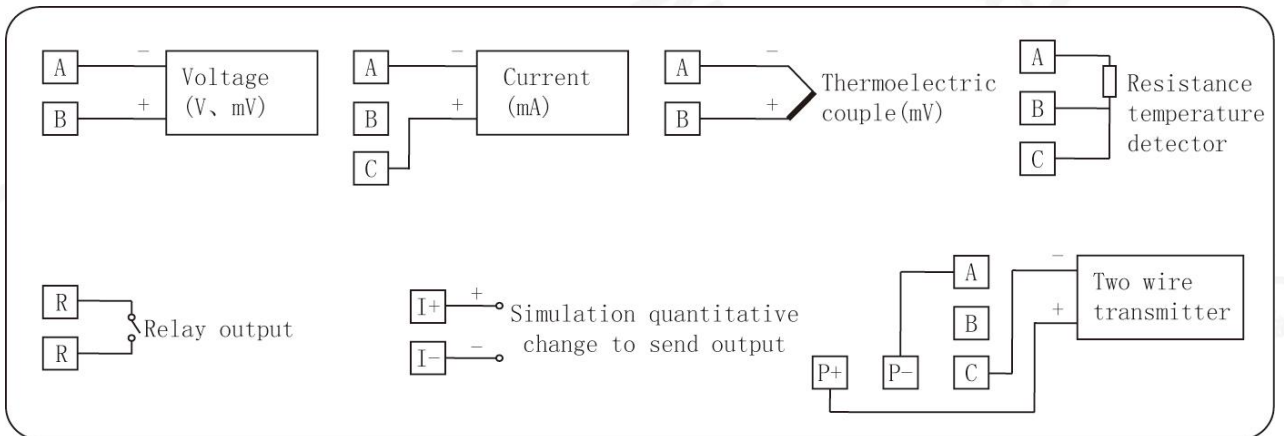 A
B
−
+
Voltage
(V、mV)
A
B
C
−
+
Current
(mA)
A
B
−
+
Thermoelectric
couple(mV)
A
B
C
Resistance
temperature
detector
R
R
Relay output
I+
I−
+
−
Simulation quantitative
change to send output
P+
P−
A
B
C
−
+
Two wire
transmitter